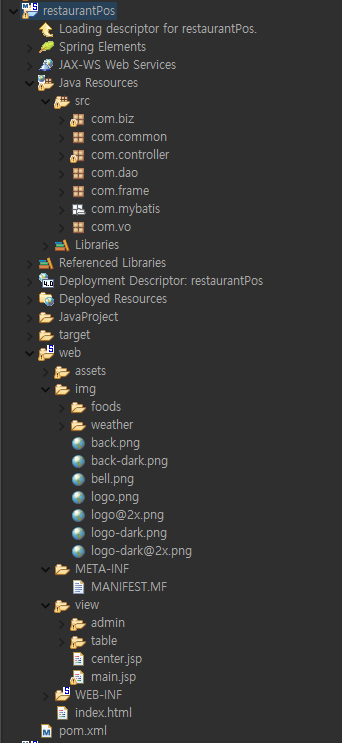 restaurantPos
Loading descriptor for restaurantPos.
Spring Elements
JAX-WS Web Services
Java Resources
src
com.biz
com.common
com.controller
com.dao
com.frame
com.mybatis
com.vo
Libraries
Referenced Libraries
Deployment Descriptor: restaurantPos
Deployed Resources
JavaProject
target
web
assets
img
foods
weather
back.png
back-dark.png
bell.png
logo.png
logo@2x.png
logo-dark.png
logo-dark@2x.png
META-INF
MANIFEST.MF
view
admin
table
center.jsp
main.jsp
WEB-INF
index.html
pom.xml